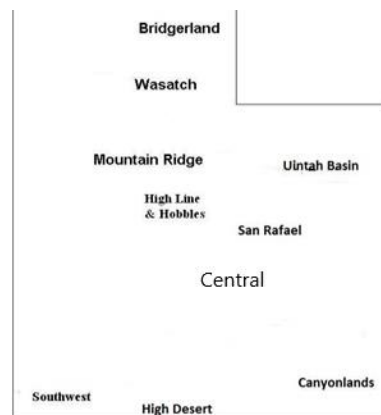 Bridgerland
Wasatch
Mountain Ridge
Uintah Basin
High Line
& Hobbles
San Rafael
Central
Canyonlands
Southwest
High Desert